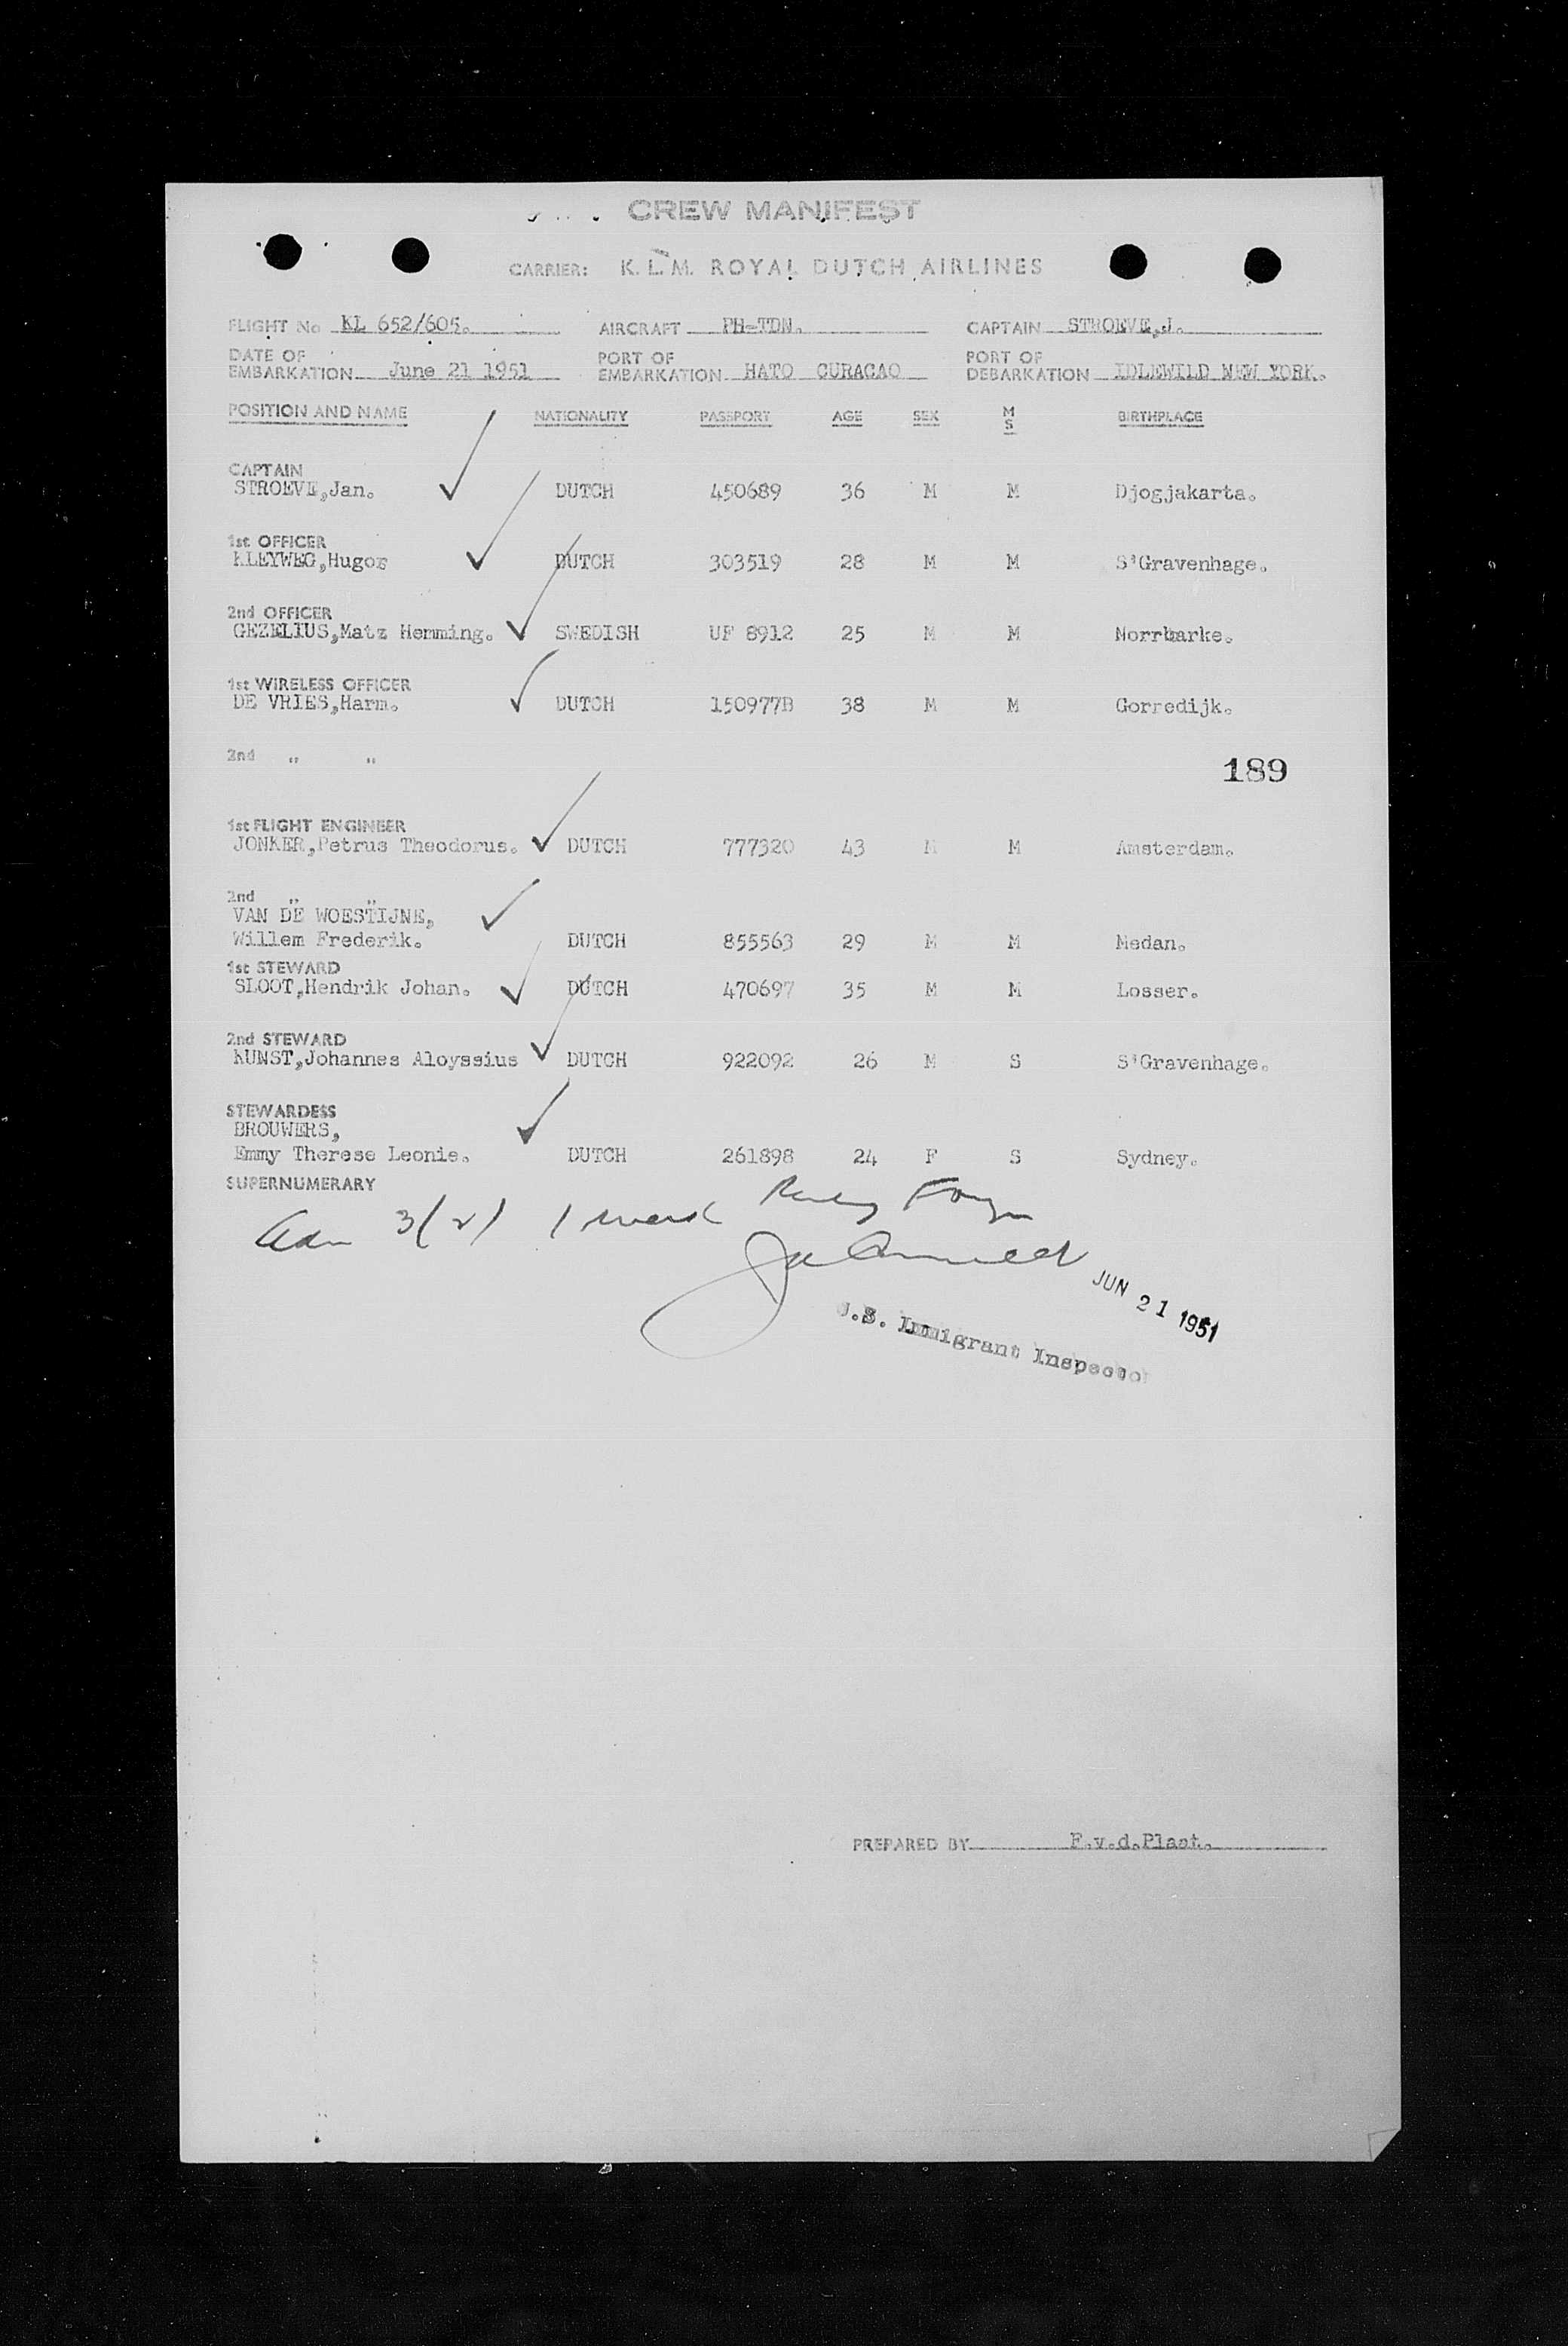 CREW MANIFEST
CARRIER: K.L.M. ROYAL DUTCH AIRLINES
FLIGHT No KL 652/605. AIRCRAFT PH-TDN. CAPTAIN STROEVE,J.
DATE OF EMBARKATION June 21 1951 PORT OF EMBARKATION HATO CURACAO PORT OF DEBARKATION IDLEWILD NEW YORK.
POSITION AND NAME NATIONALITY PASSPORT AGE SEX M S BIRTHPLACE
CAPTAIN
STROEVE,Jan. DUTCH 450689 36 M M Djogjakarta.
1st OFFICER
KLEYWEG,Hugo DUTCH 303519 28 M M S'Gravenhage.
2nd OFFICER
GEZELIUS,Matz Hemming. SWEDISH UF 8912 25 M M Norrbarke.
1st WIRELESS OFFICER
DE VRIES,Harm. DUTCH 150977B 38 M M Gorredijk.
2nd " "
189
1st FLIGHT ENGINEER
JONKER,Petrus Theodorus. DUTCH 777320 43 M M Amsterdam.
2nd " "
VAN DE WOESTIJNE,
Willem Frederik. DUTCH 855563 29 M M Medan.
1st STEWARD
SLOOT,Hendrik Johan. DUTCH 470697 35 M M Losser.
2nd STEWARD
KUNST,Johannes Aloyssius DUTCH 922092 26 M S S'Gravenhage.
STEWARDESS
BROUWERS,
Emmy Therese Leonie. DUTCH 261898 24 F S Sydney.
SUPERNUMERARY
Adm 3(2)
JUN 21 1951
U.S. Immigrant Inspector
PREPARED BY F.v.d.Plaat.